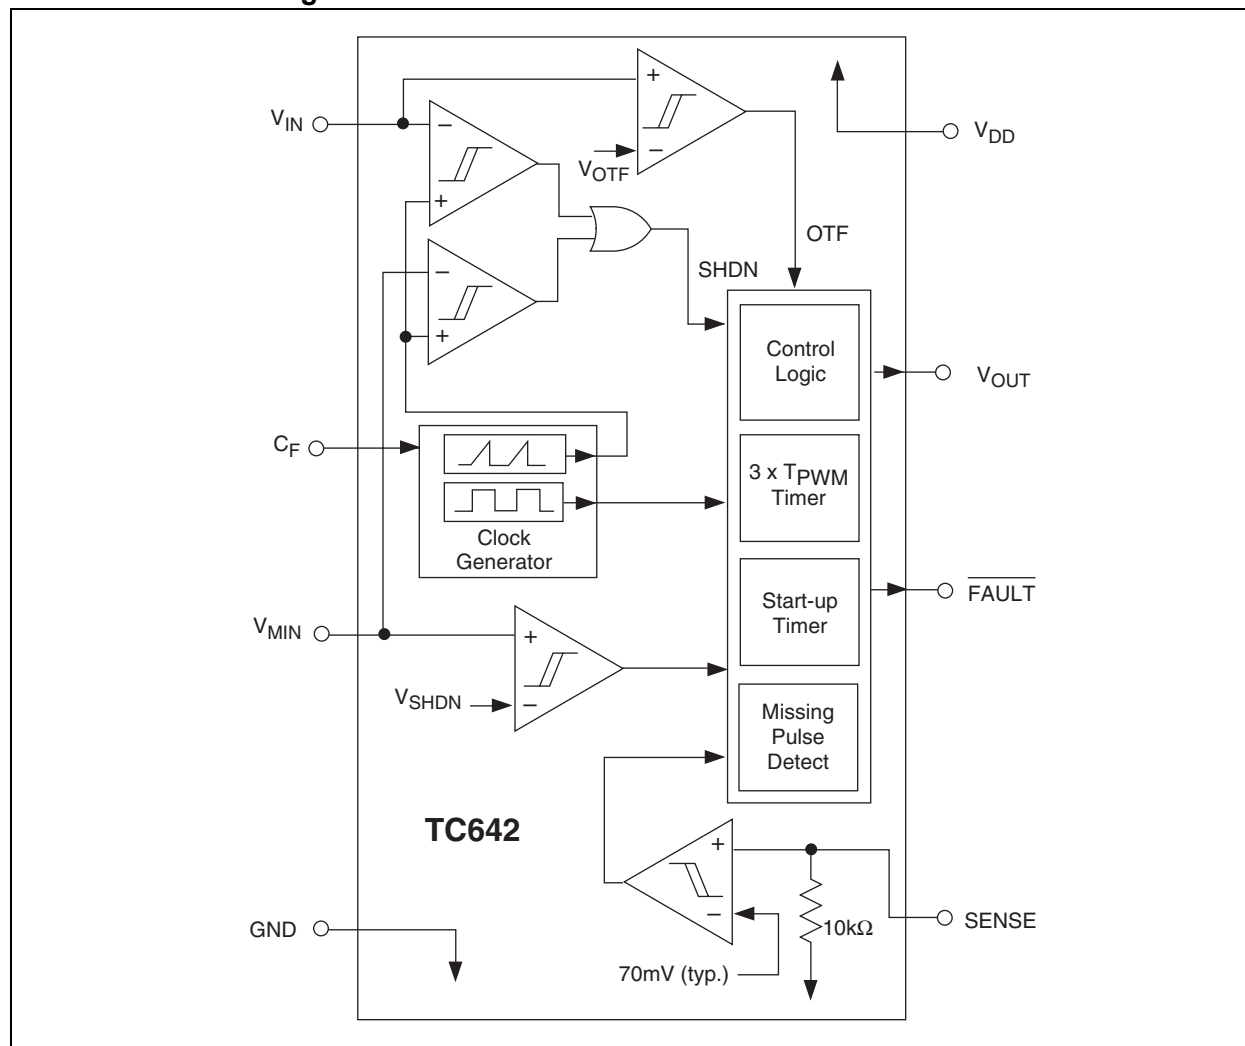 V_IN
+
−
V_OTF
V_DD
−
+
OTF
SHDN
−
+
Control
Logic
V_OUT
C_F
3 x T_PWM
Timer
Clock
Generator
Start-up
Timer
FAULT
V_MIN
+
V_SHDN
−
Missing
Pulse
Detect
TC642
+
−
10kΩ
SENSE
GND
70mV (typ.)